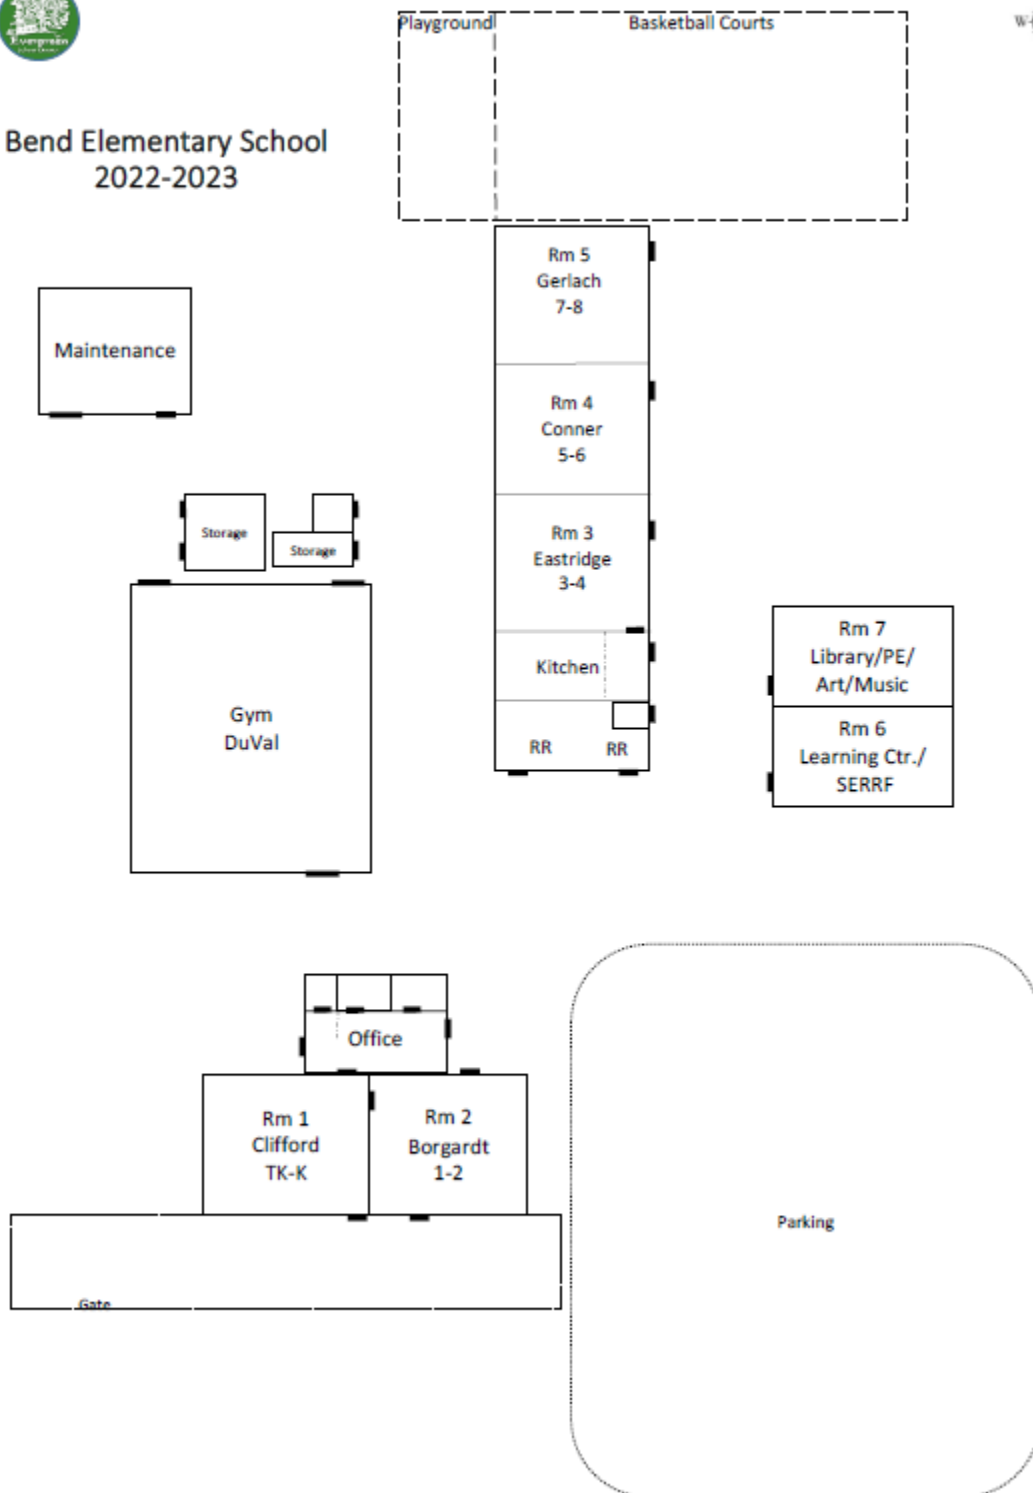 Evergreen
Bend Elementary School
2022-2023
Playground
Basketball Courts
Rm 5
Gerlach
7-8
Maintenance
Rm 4
Conner
5-6
Storage
Storage
Rm 3
Eastridge
3-4
Kitchen
RR
RR
Rm 7
Library/PE/
Art/Music
Rm 6
Learning Ctr./
SERRF
Gym
DuVal
Office
Rm 1
Clifford
TK-K
Rm 2
Borgardt
1-2
Gate
Parking